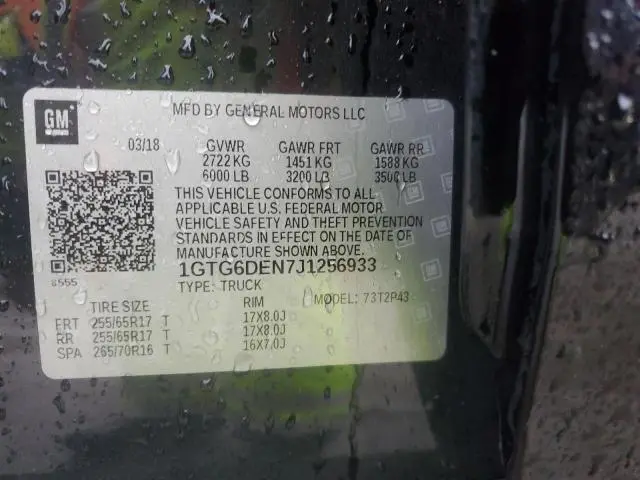 GM
MFD BY GENERAL MOTORS LLC
03/18 GVWR GAWR FRT GAWR RR
2722 KG 1451 KG 1588 KG
6000 LB 3200 LB 3500 LB
THIS VEHICLE CONFORMS TO ALL
APPLICABLE U.S. FEDERAL MOTOR
VEHICLE SAFETY AND THEFT PREVENTION
STANDARDS IN EFFECT ON THE DATE OF
MANUFACTURE SHOWN ABOVE.
1GTG6DEN7J1256933
8555
TYPE: TRUCK MODEL: 73T2P43
TIRE SIZE RIM
FRT 255/65R17 T 17X8.0J
RR 255/65R17 T 17X8.0J
SPA 265/70R16 T 16X7.0J